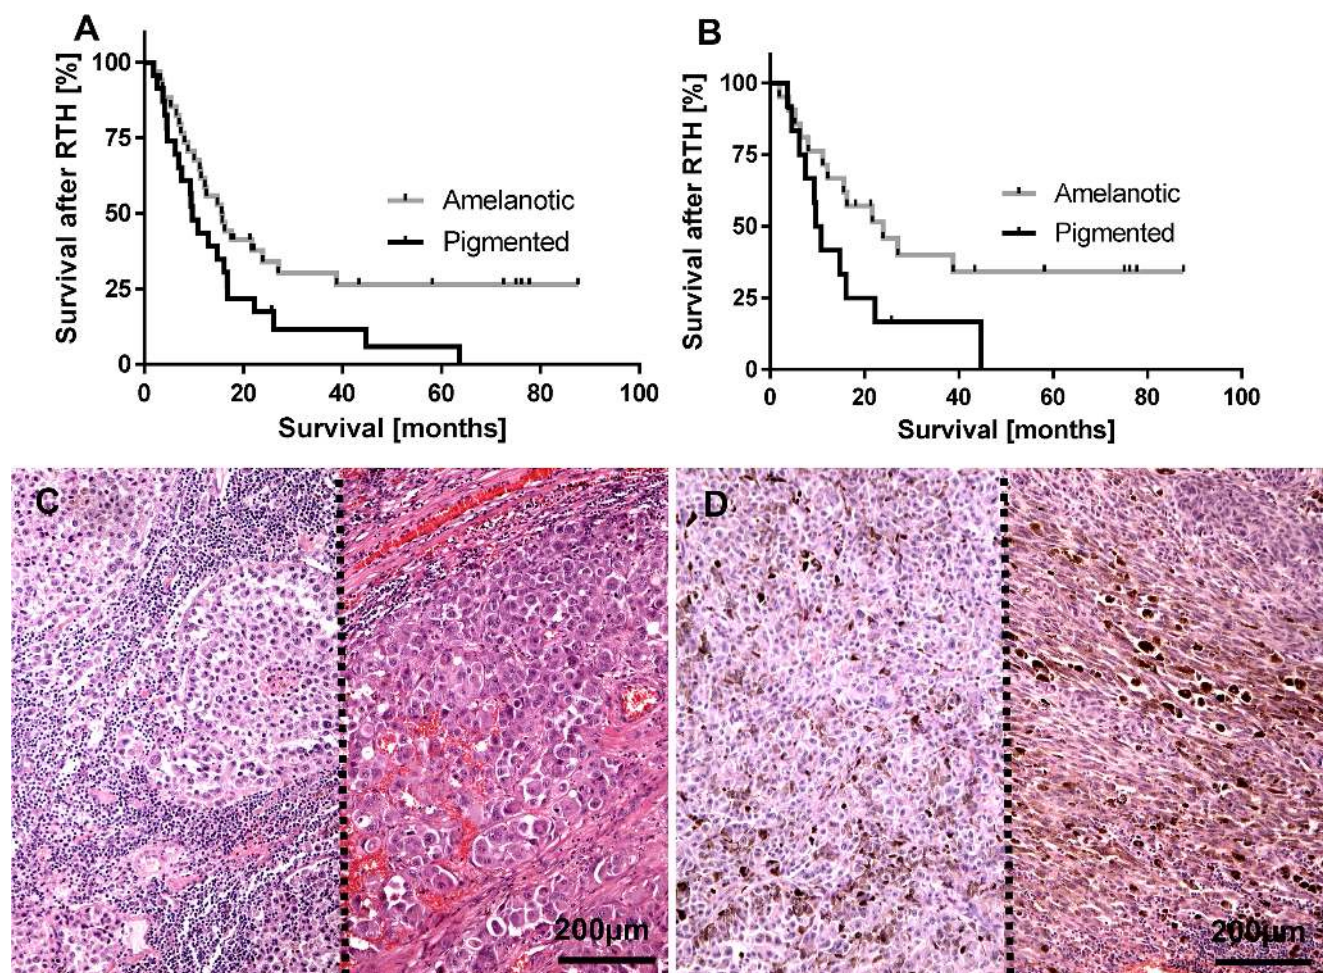 A
Survival after RTH [%]
100
75
50
25
0
0 20 40 60 80 100
Survival [months]
Amelanotic
Pigmented
B
Survival after RTH [%]
100
75
50
25
0
0 20 40 60 80 100
Survival [months]
Amelanotic
Pigmented
C
200µm
D
200µm